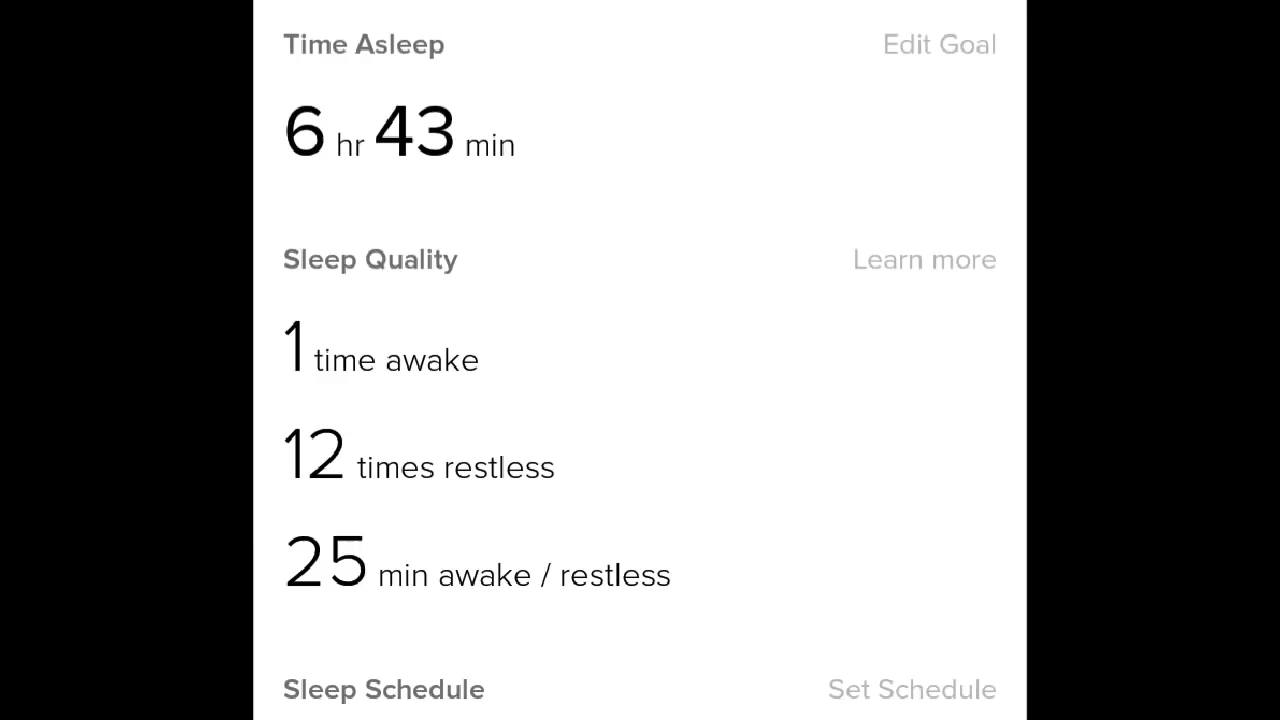 Time Asleep Edit Goal
6 hr 43 min
Sleep Quality Learn more
1 time awake
12 times restless
25 min awake / restless
Sleep Schedule Set Schedule